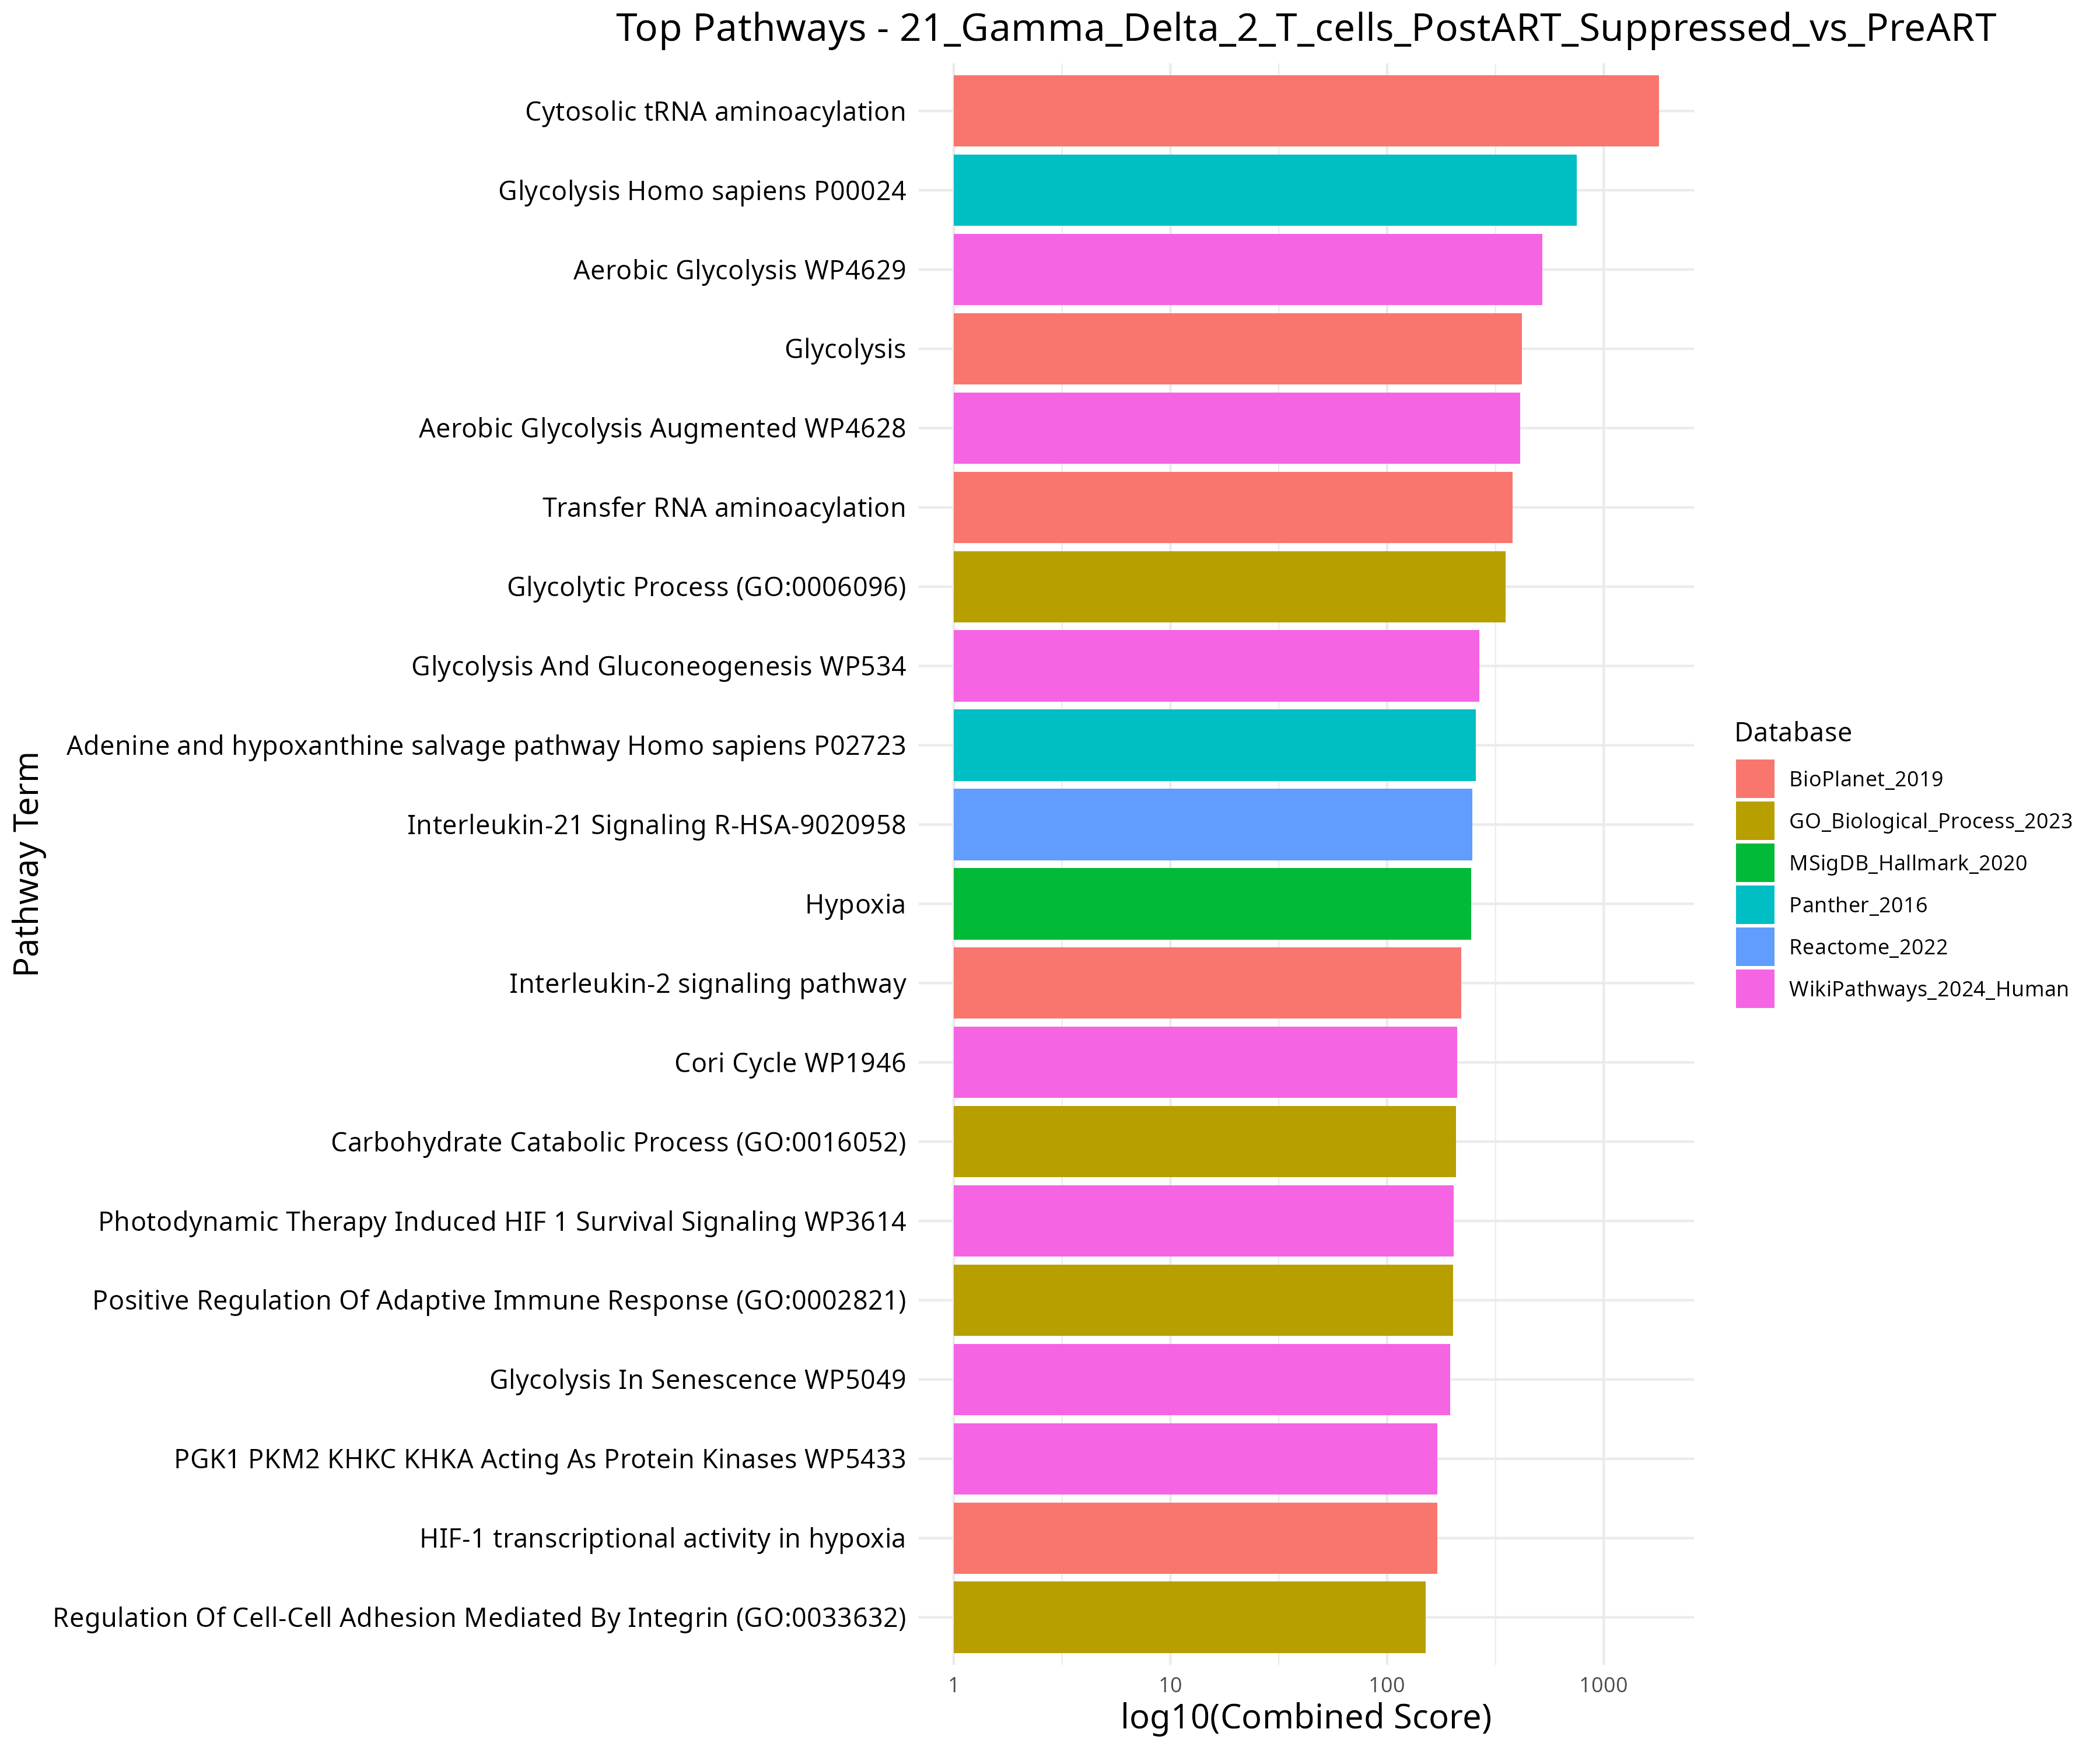 Top Pathways - 21_Gamma_Delta_2_T_cells_PostART_Suppressed_vs_PreART
Pathway Term
Cytosolic tRNA aminoacylation
Glycolysis Homo sapiens P00024
Aerobic Glycolysis WP4629
Glycolysis
Aerobic Glycolysis Augmented WP4628
Transfer RNA aminoacylation
Glycolytic Process (GO:0006096)
Glycolysis And Gluconeogenesis WP534
Adenine and hypoxanthine salvage pathway Homo sapiens P02723
Interleukin-21 Signaling R-HSA-9020958
Hypoxia
Interleukin-2 signaling pathway
Cori Cycle WP1946
Carbohydrate Catabolic Process (GO:0016052)
Photodynamic Therapy Induced HIF 1 Survival Signaling WP3614
Positive Regulation Of Adaptive Immune Response (GO:0002821)
Glycolysis In Senescence WP5049
PGK1 PKM2 KHKC KHKA Acting As Protein Kinases WP5433
HIF-1 transcriptional activity in hypoxia
Regulation Of Cell-Cell Adhesion Mediated By Integrin (GO:0033632)
1 10 100 1000
log10(Combined Score)
Database
BioPlanet_2019
GO_Biological_Process_2023
MSigDB_Hallmark_2020
Panther_2016
Reactome_2022
WikiPathways_2024_Human